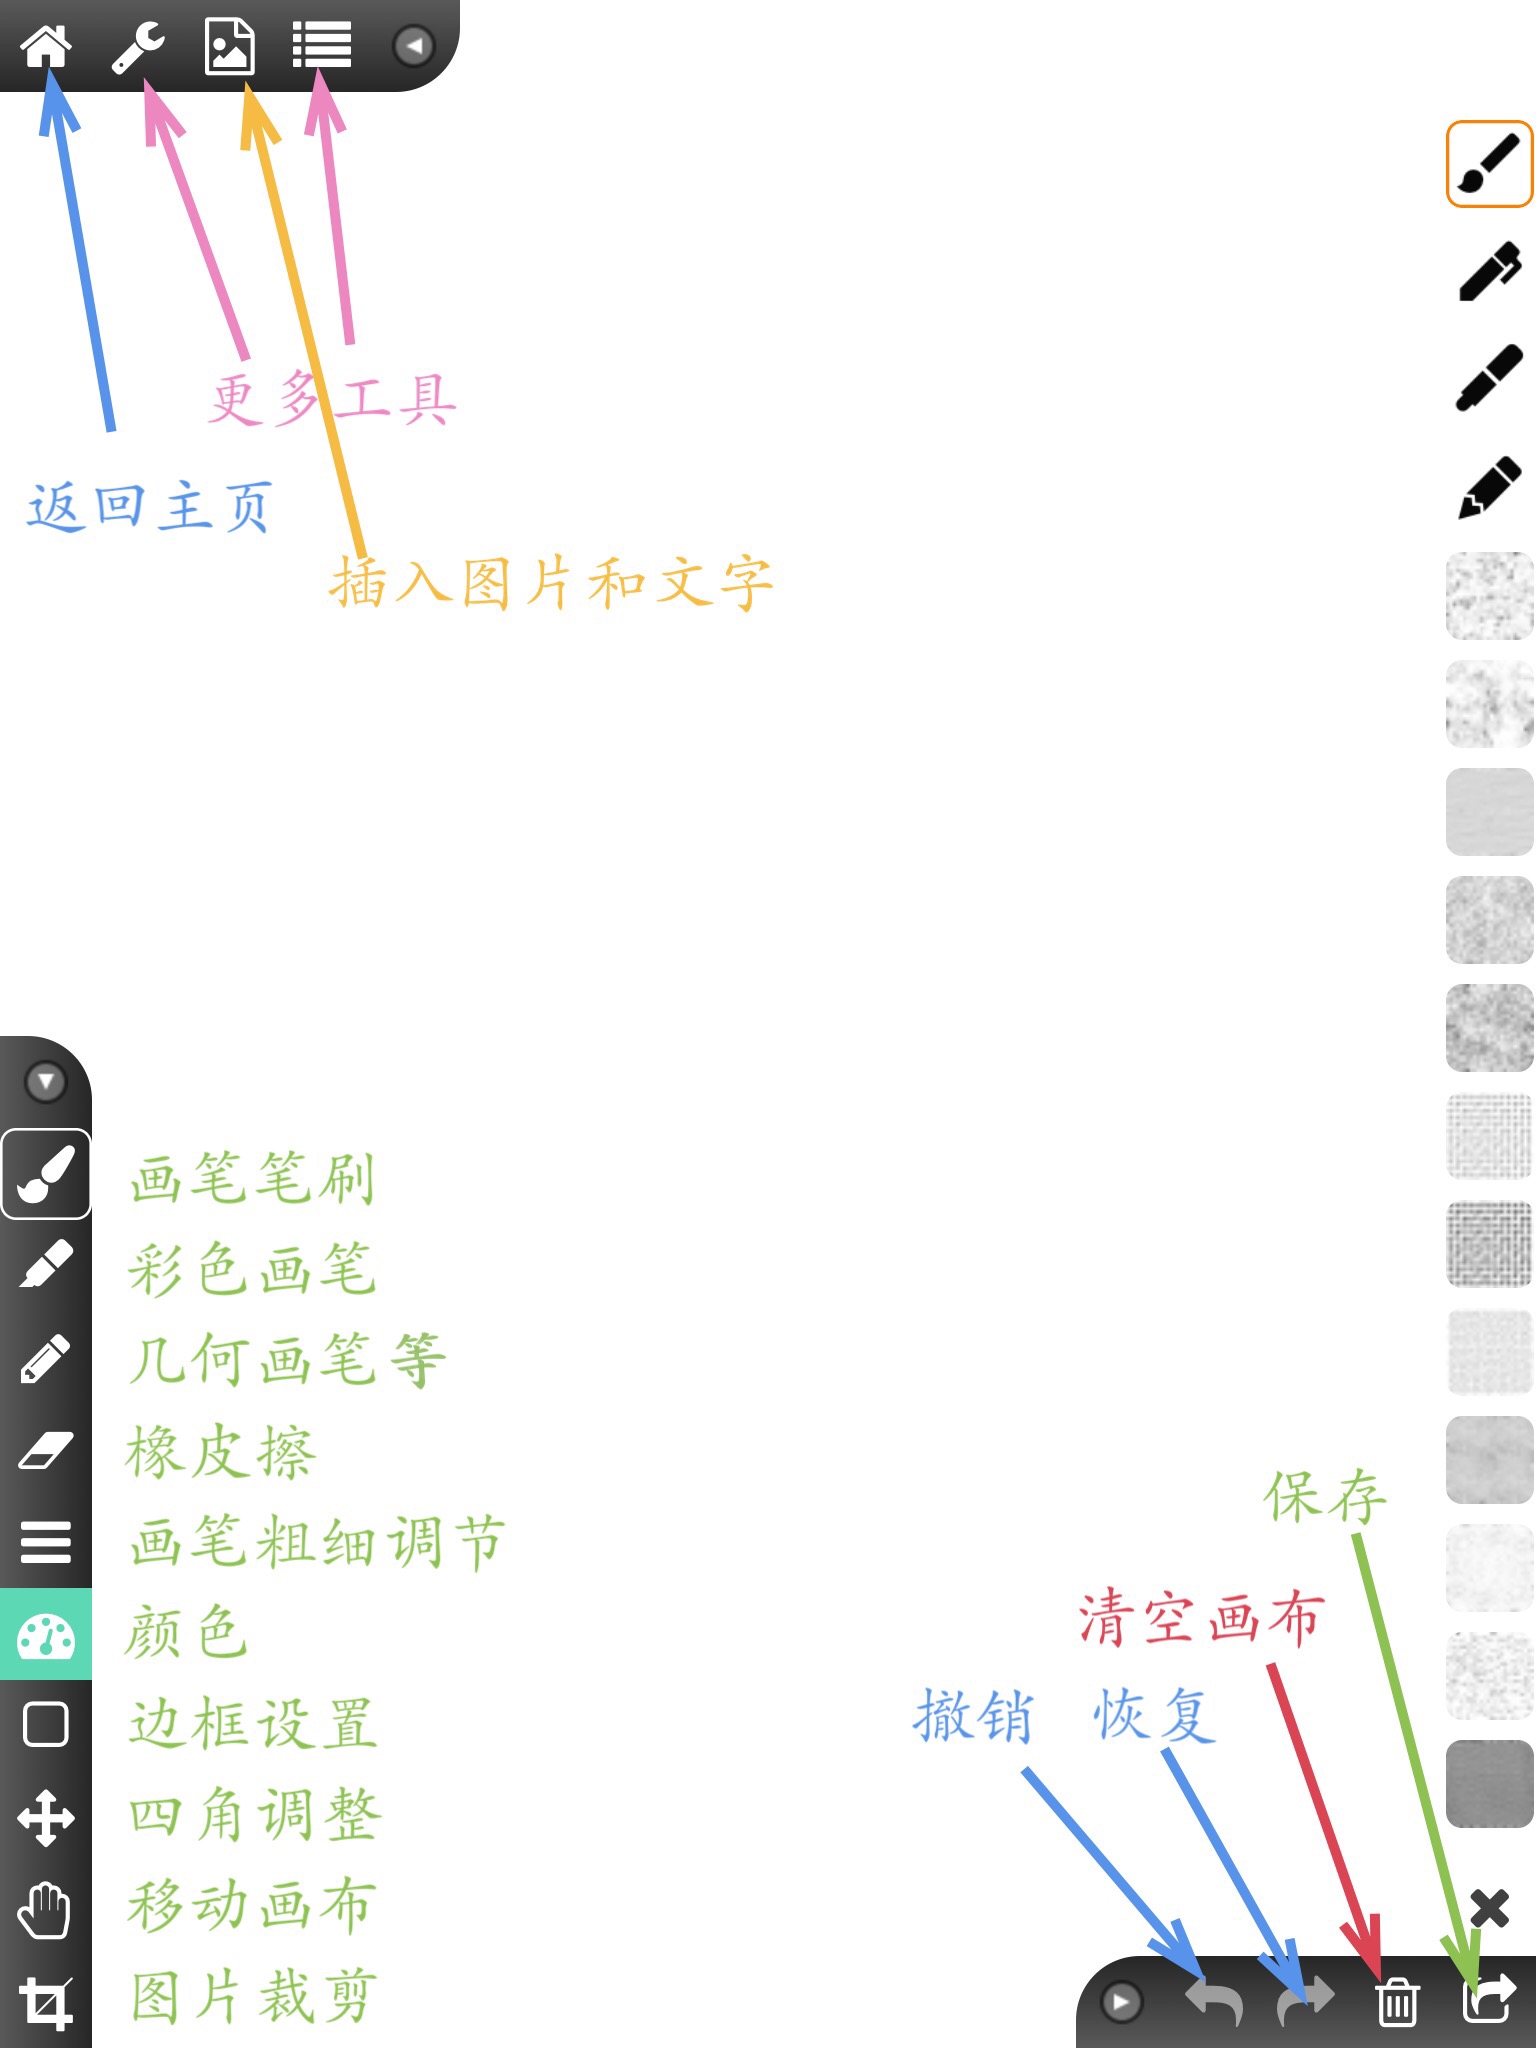 更多工具
返回主页
插入图片和文字
画笔笔刷
彩色画笔
几何画笔等
橡皮擦
画笔粗细调节
颜色
边框设置
四角调整
移动画布
图片裁剪
保存
清空画布
撤销 恢复